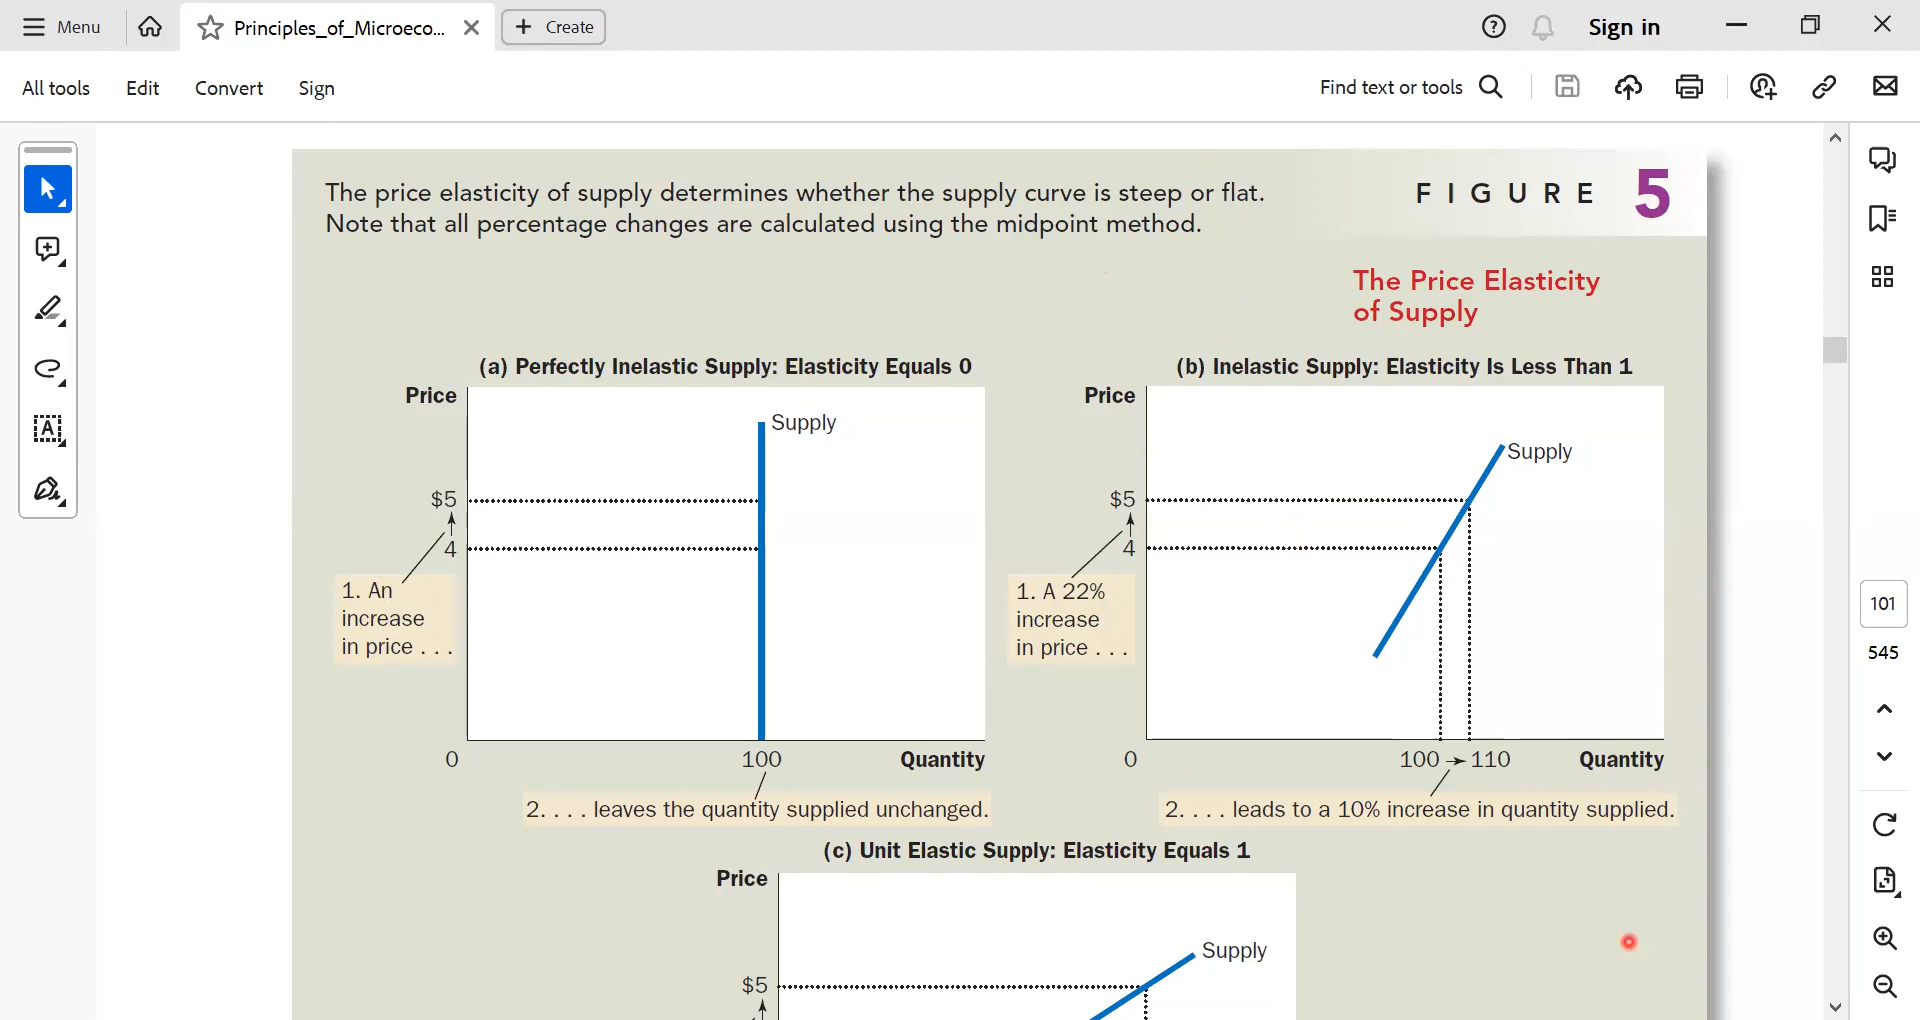 Menu
Principles_of_Microeco...
Create
Sign in
All tools
Edit
Convert
Sign
Find text or tools
The price elasticity of supply determines whether the supply curve is steep or flat.
Note that all percentage changes are calculated using the midpoint method.
FIGURE 5
The Price Elasticity
of Supply
(a) Perfectly Inelastic Supply: Elasticity Equals 0
Price
Supply
$5
4
1. An
increase
in price . . .
0
100
Quantity
2. . . . leaves the quantity supplied unchanged.
(b) Inelastic Supply: Elasticity Is Less Than 1
Price
Supply
$5
4
1. A 22%
increase
in price . . .
0
100
110
Quantity
2. . . . leads to a 10% increase in quantity supplied.
(c) Unit Elastic Supply: Elasticity Equals 1
Price
Supply
$5
101
545